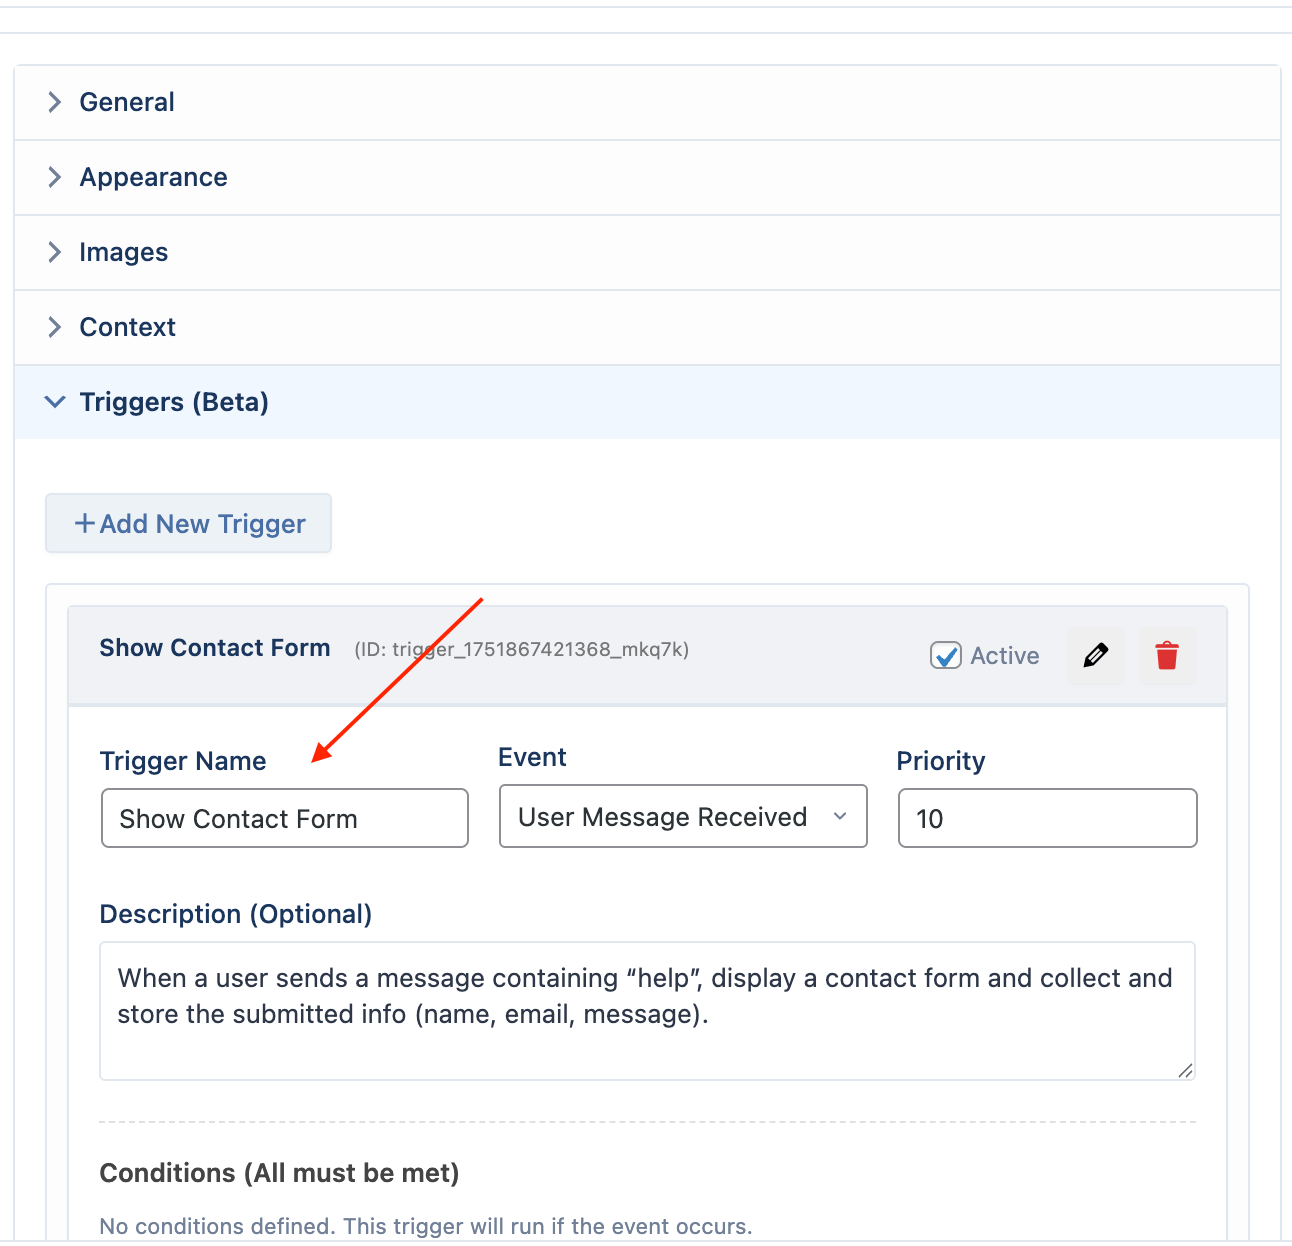 General
Appearance
Images
Context
Triggers (Beta)
+Add New Trigger
Show Contact Form (ID: trigger_1751867421368_mkq7k) Active
Trigger Name Event Priority
Show Contact Form User Message Received 10
Description (Optional)
When a user sends a message containing “help”, display a contact form and collect and
store the submitted info (name, email, message).
Conditions (All must be met)
No conditions defined. This trigger will run if the event occurs.